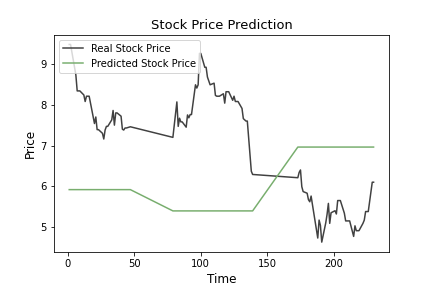 Stock Price Prediction
Real Stock Price
Predicted Stock Price
9
8
7
6
5
Price
0 50 100 150 200
Time